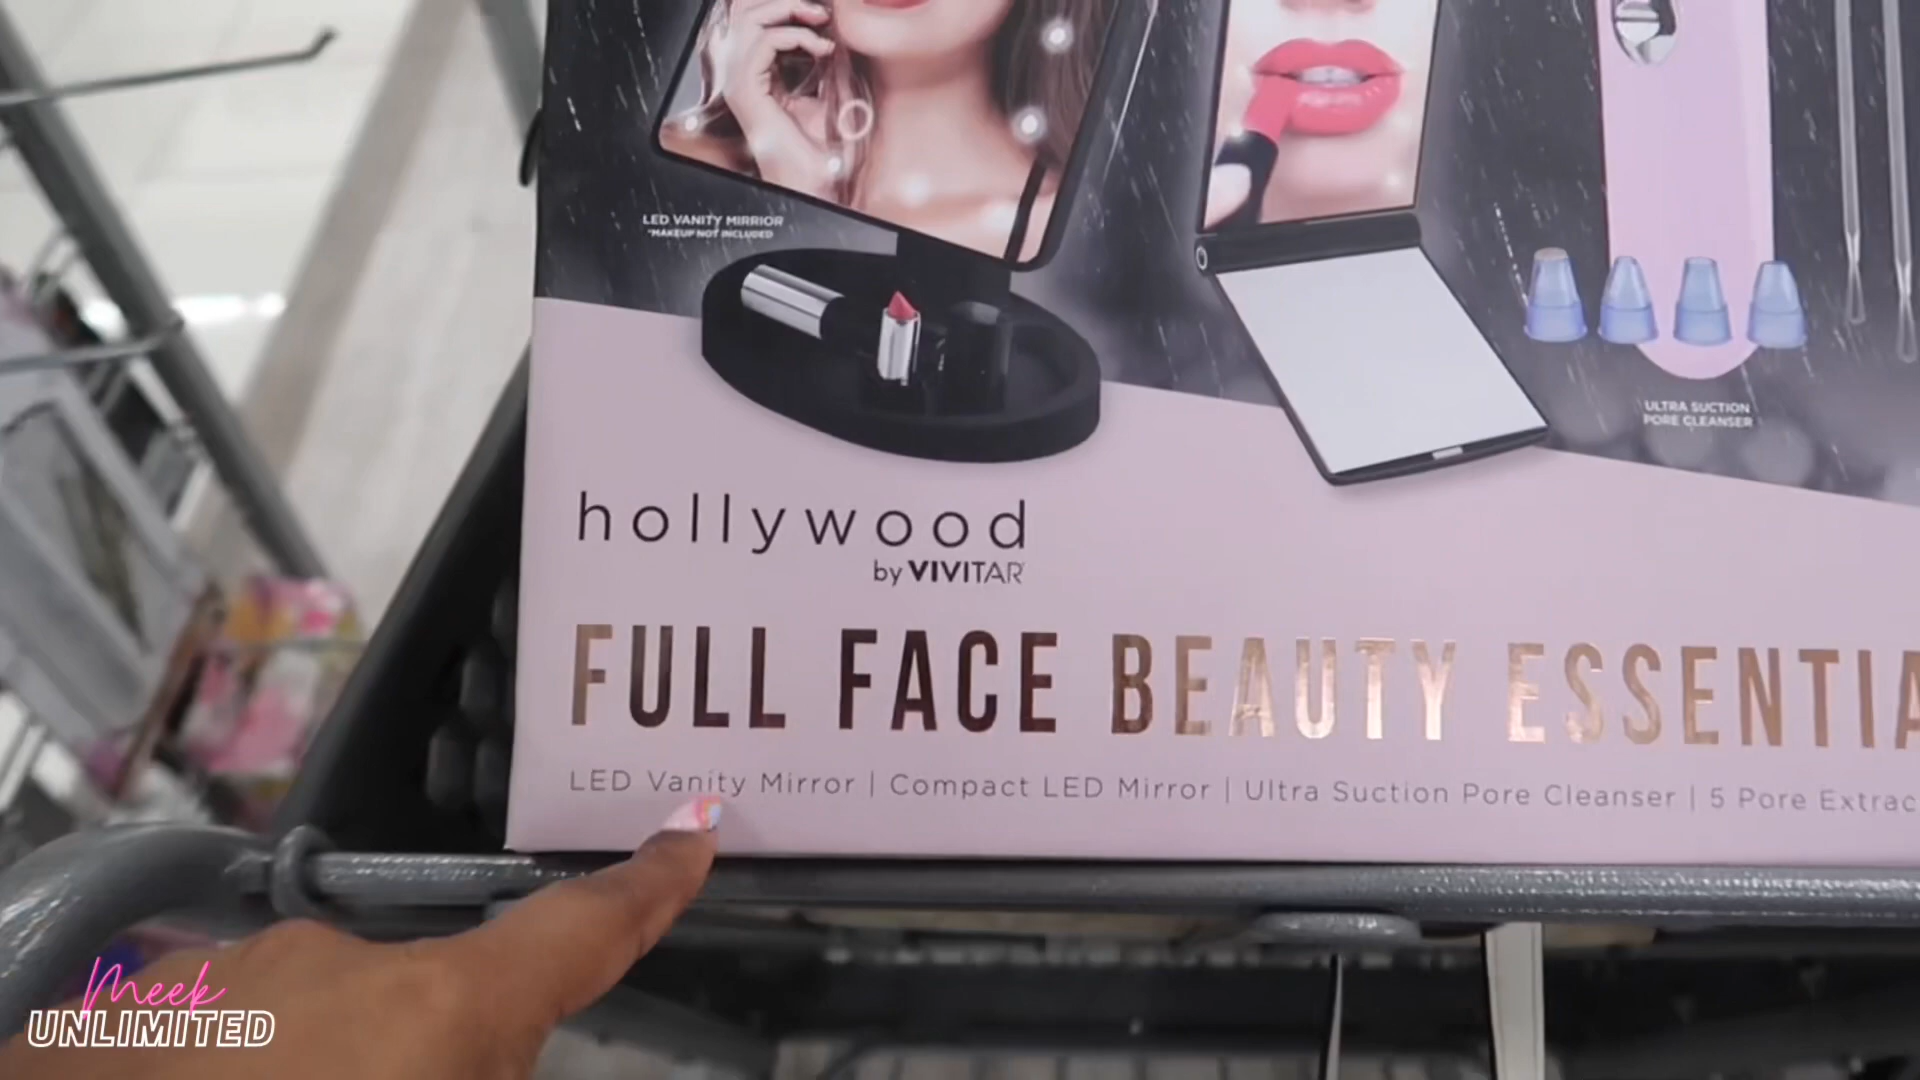 LED VANITY MIRRIOR
*MAKEUP NOT INCLUDED
ULTRA SUCTION
PORE CLEANSER
hollywood
by VIVITAR
FULL FACE BEAUTY ESSENTIA
LED Vanity Mirror | Compact LED Mirror | Ultra Suction Pore Cleanser | 5 Pore Extrac
Meek
UNLIMITED